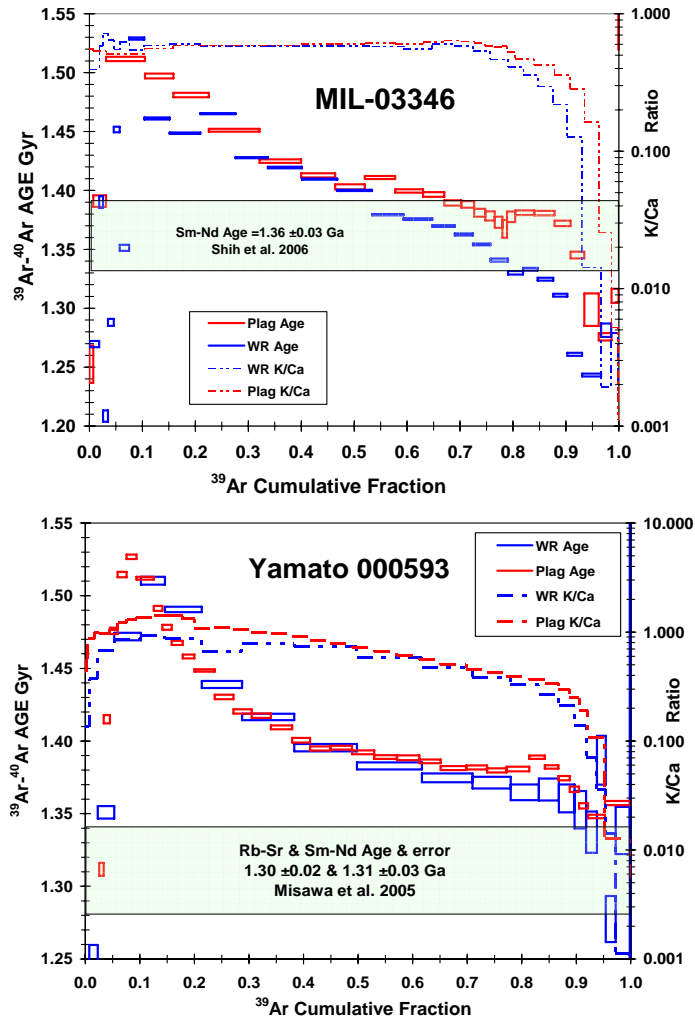 1.55
1.50
1.45
1.40
1.35
1.30
1.25
1.20
³⁹Ar-⁴⁰Ar AGE Gyr
MIL-03346
Sm-Nd Age =1.36 ±0.03 Ga
Shih et al. 2006
Plag Age
WR Age
WR K/Ca
Plag K/Ca
1.000
0.100
0.010
0.001
K/Ca Ratio
0.0 0.1 0.2 0.3 0.4 0.5 0.6 0.7 0.8 0.9 1.0
³⁹Ar Cumulative Fraction
1.55
1.50
1.45
1.40
1.35
1.30
1.25
³⁹Ar-⁴⁰Ar AGE Gyr
Yamato 000593
WR Age
Plag Age
WR K/Ca
Plag K/Ca
Rb-Sr & Sm-Nd Age & error
1.30 ±0.02 & 1.31 ±0.03 Ga
Misawa et al. 2005
10.000
1.000
0.100
0.010
0.001
K/Ca Ratio
0.0 0.1 0.2 0.3 0.4 0.5 0.6 0.7 0.8 0.9 1.0
³⁹Ar Cumulative Fraction